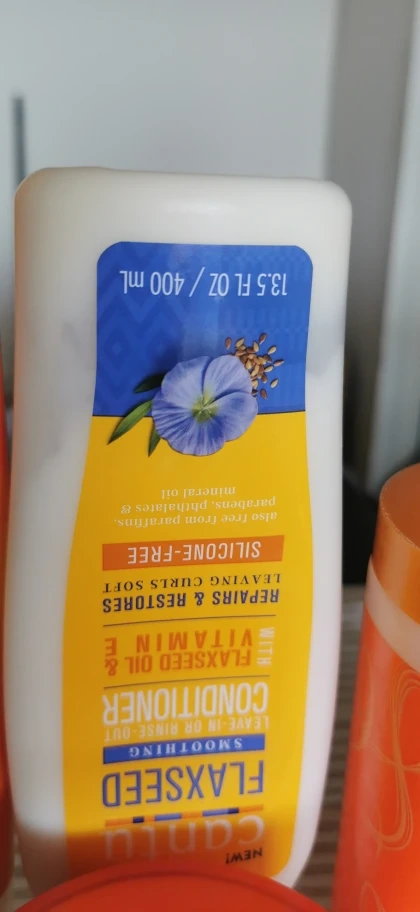 NEW!
cantu
FLAXSEED
SMOOTHING
LEAVE-IN OR RINSE-OUT
CONDITIONER
WITH FLAXSEED OIL &
VITAMIN E
REPAIRS & RESTORES
LEAVING CURLS SOFT
SILICONE-FREE
also free from paraffins,
parabens, phthalates &
mineral oil
13.5 FL OZ / 400 mL